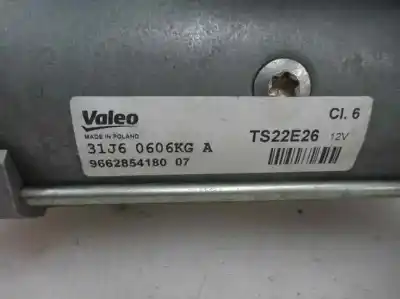 Valeo
MADE IN POLAND
Cl. 6
TS22E26 12V
31J6 0606KG A
9662854180 07